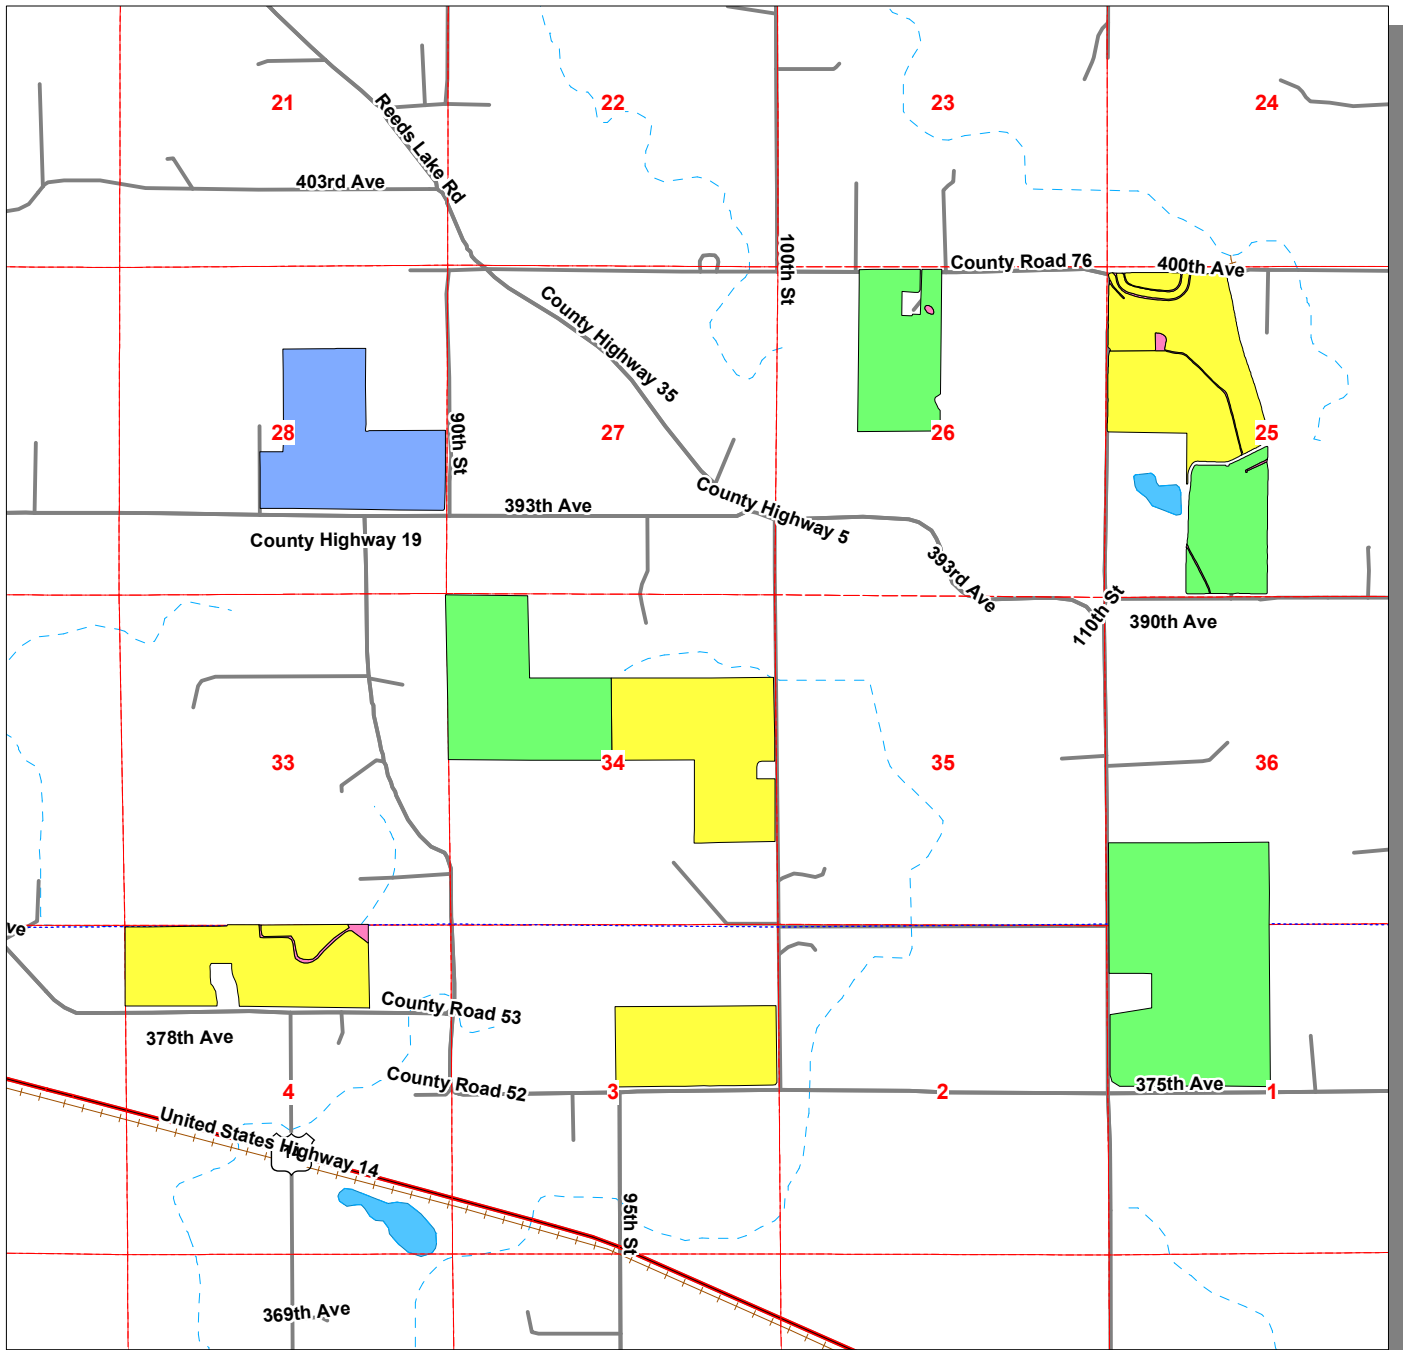 21
22
23
24
Reeds Lake Rd
403rd Ave
100th St
County Road 76
400th Ave
County Highway 35
28
90th St
27
26
25
393rd Ave
County Highway 5
County Highway 19
393rd Ave
110th St
390th Ave
33
34
35
36
ve
County Road 53
378th Ave
County Road 52
375th Ave
4
3
2
1
United States Highway 14
14
95th St
369th Ave